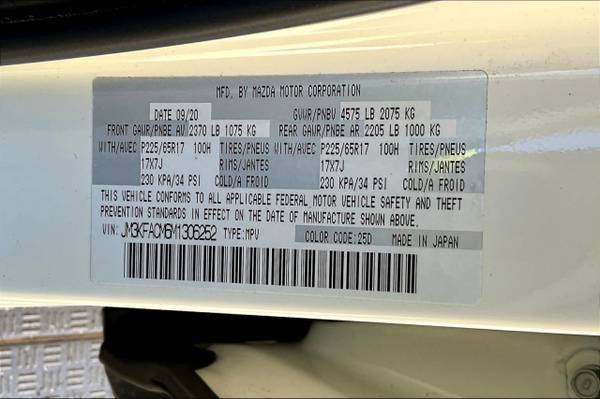 MFD. BY MAZDA MOTOR CORPORATION
DATE 09/20 GVWR/PNBV 4575 LB 2075 KG
FRONT GAWR/PNBE AV 2370 LB 1075 KG REAR GAWR/PNBE AR 2205 LB 1000 KG
WITH/AVEC P225/65R17 100H TIRES/PNEUS WITH/AVEC P225/65R17 100H TIRES/PNEUS
17X7J RIMS/JANTES 17X7J RIMS/JANTES
230 KPA/34 PSI COLD/A FROID 230 KPA/34 PSI COLD/A FROID
THIS VEHICLE CONFORMS TO ALL APPLICABLE FEDERAL MOTOR VEHICLE SAFETY AND THEFT
PREVENTION STANDARDS IN EFFECT ON THE DATE OF MANUFACTURE SHOWN ABOVE.
VIN: JM3KFACM6M1306252 TYPE:MPV COLOR CODE:25D MADE IN JAPAN